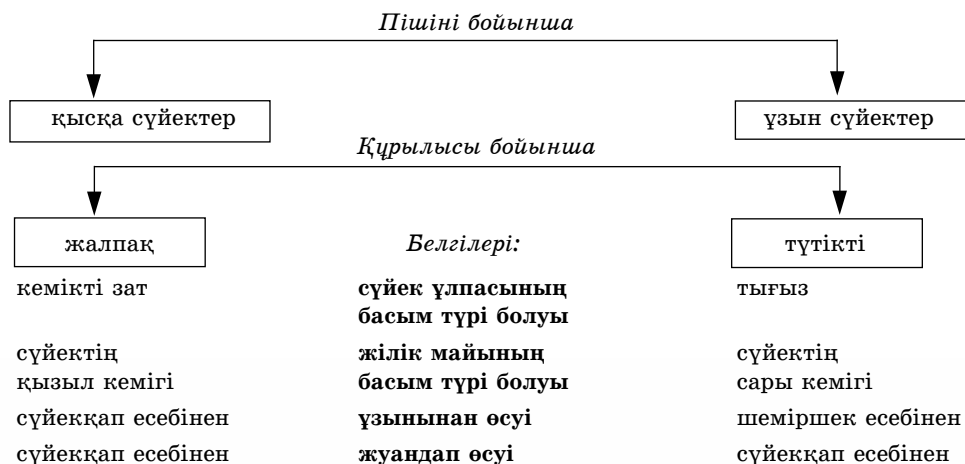 Пішіні бойынша
қысқа сүйектер ұзын сүйектер
Құрылысы бойынша
жалпақ Белгілері: түтікті
кемікті зат сүйек ұлпасының тығыз
басым түрі болуы
сүйектің жілік майының сүйектің
қызыл кемігі басым түрі болуы сары кемігі
сүйекқап есебінен ұзынынан өсуі шеміршек есебінен
сүйекқап есебінен жуандап өсуі сүйекқап есебінен